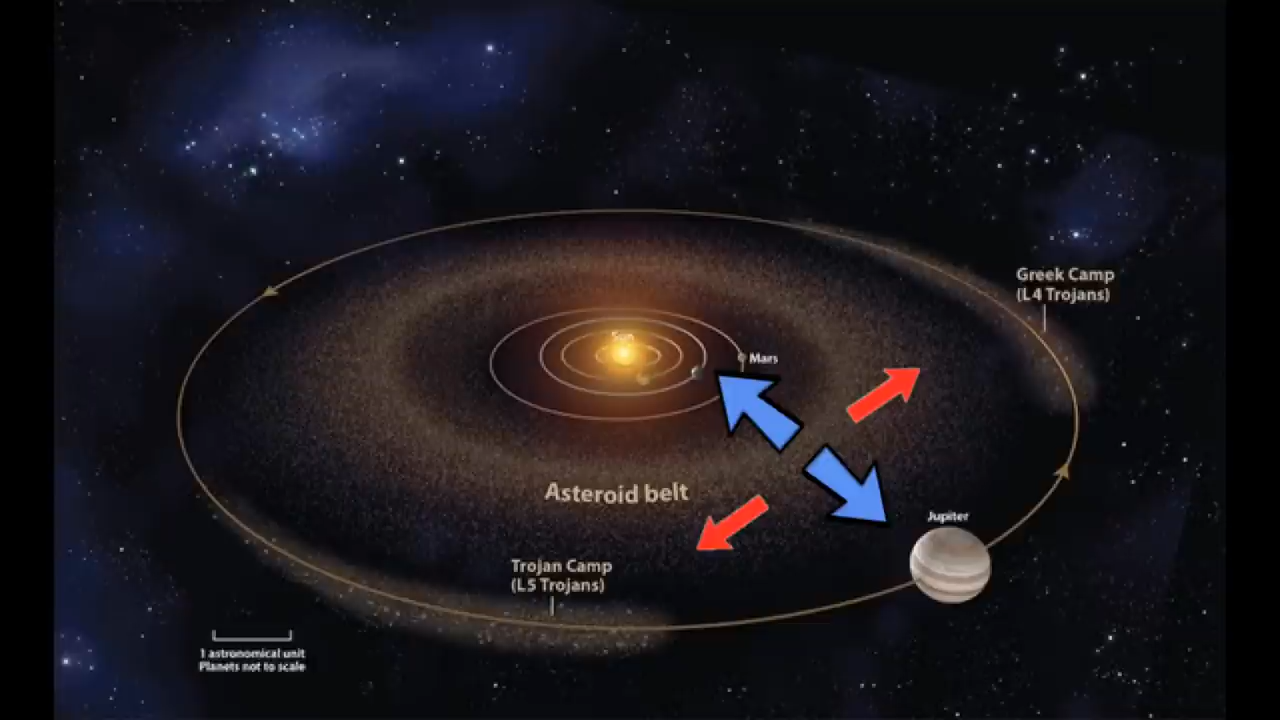 Greek Camp
(L4 Trojans)
Sun
Mars
Asteroid belt
Jupiter
Trojan Camp
(L5 Trojans)
1 astronomical unit
Planets not to scale